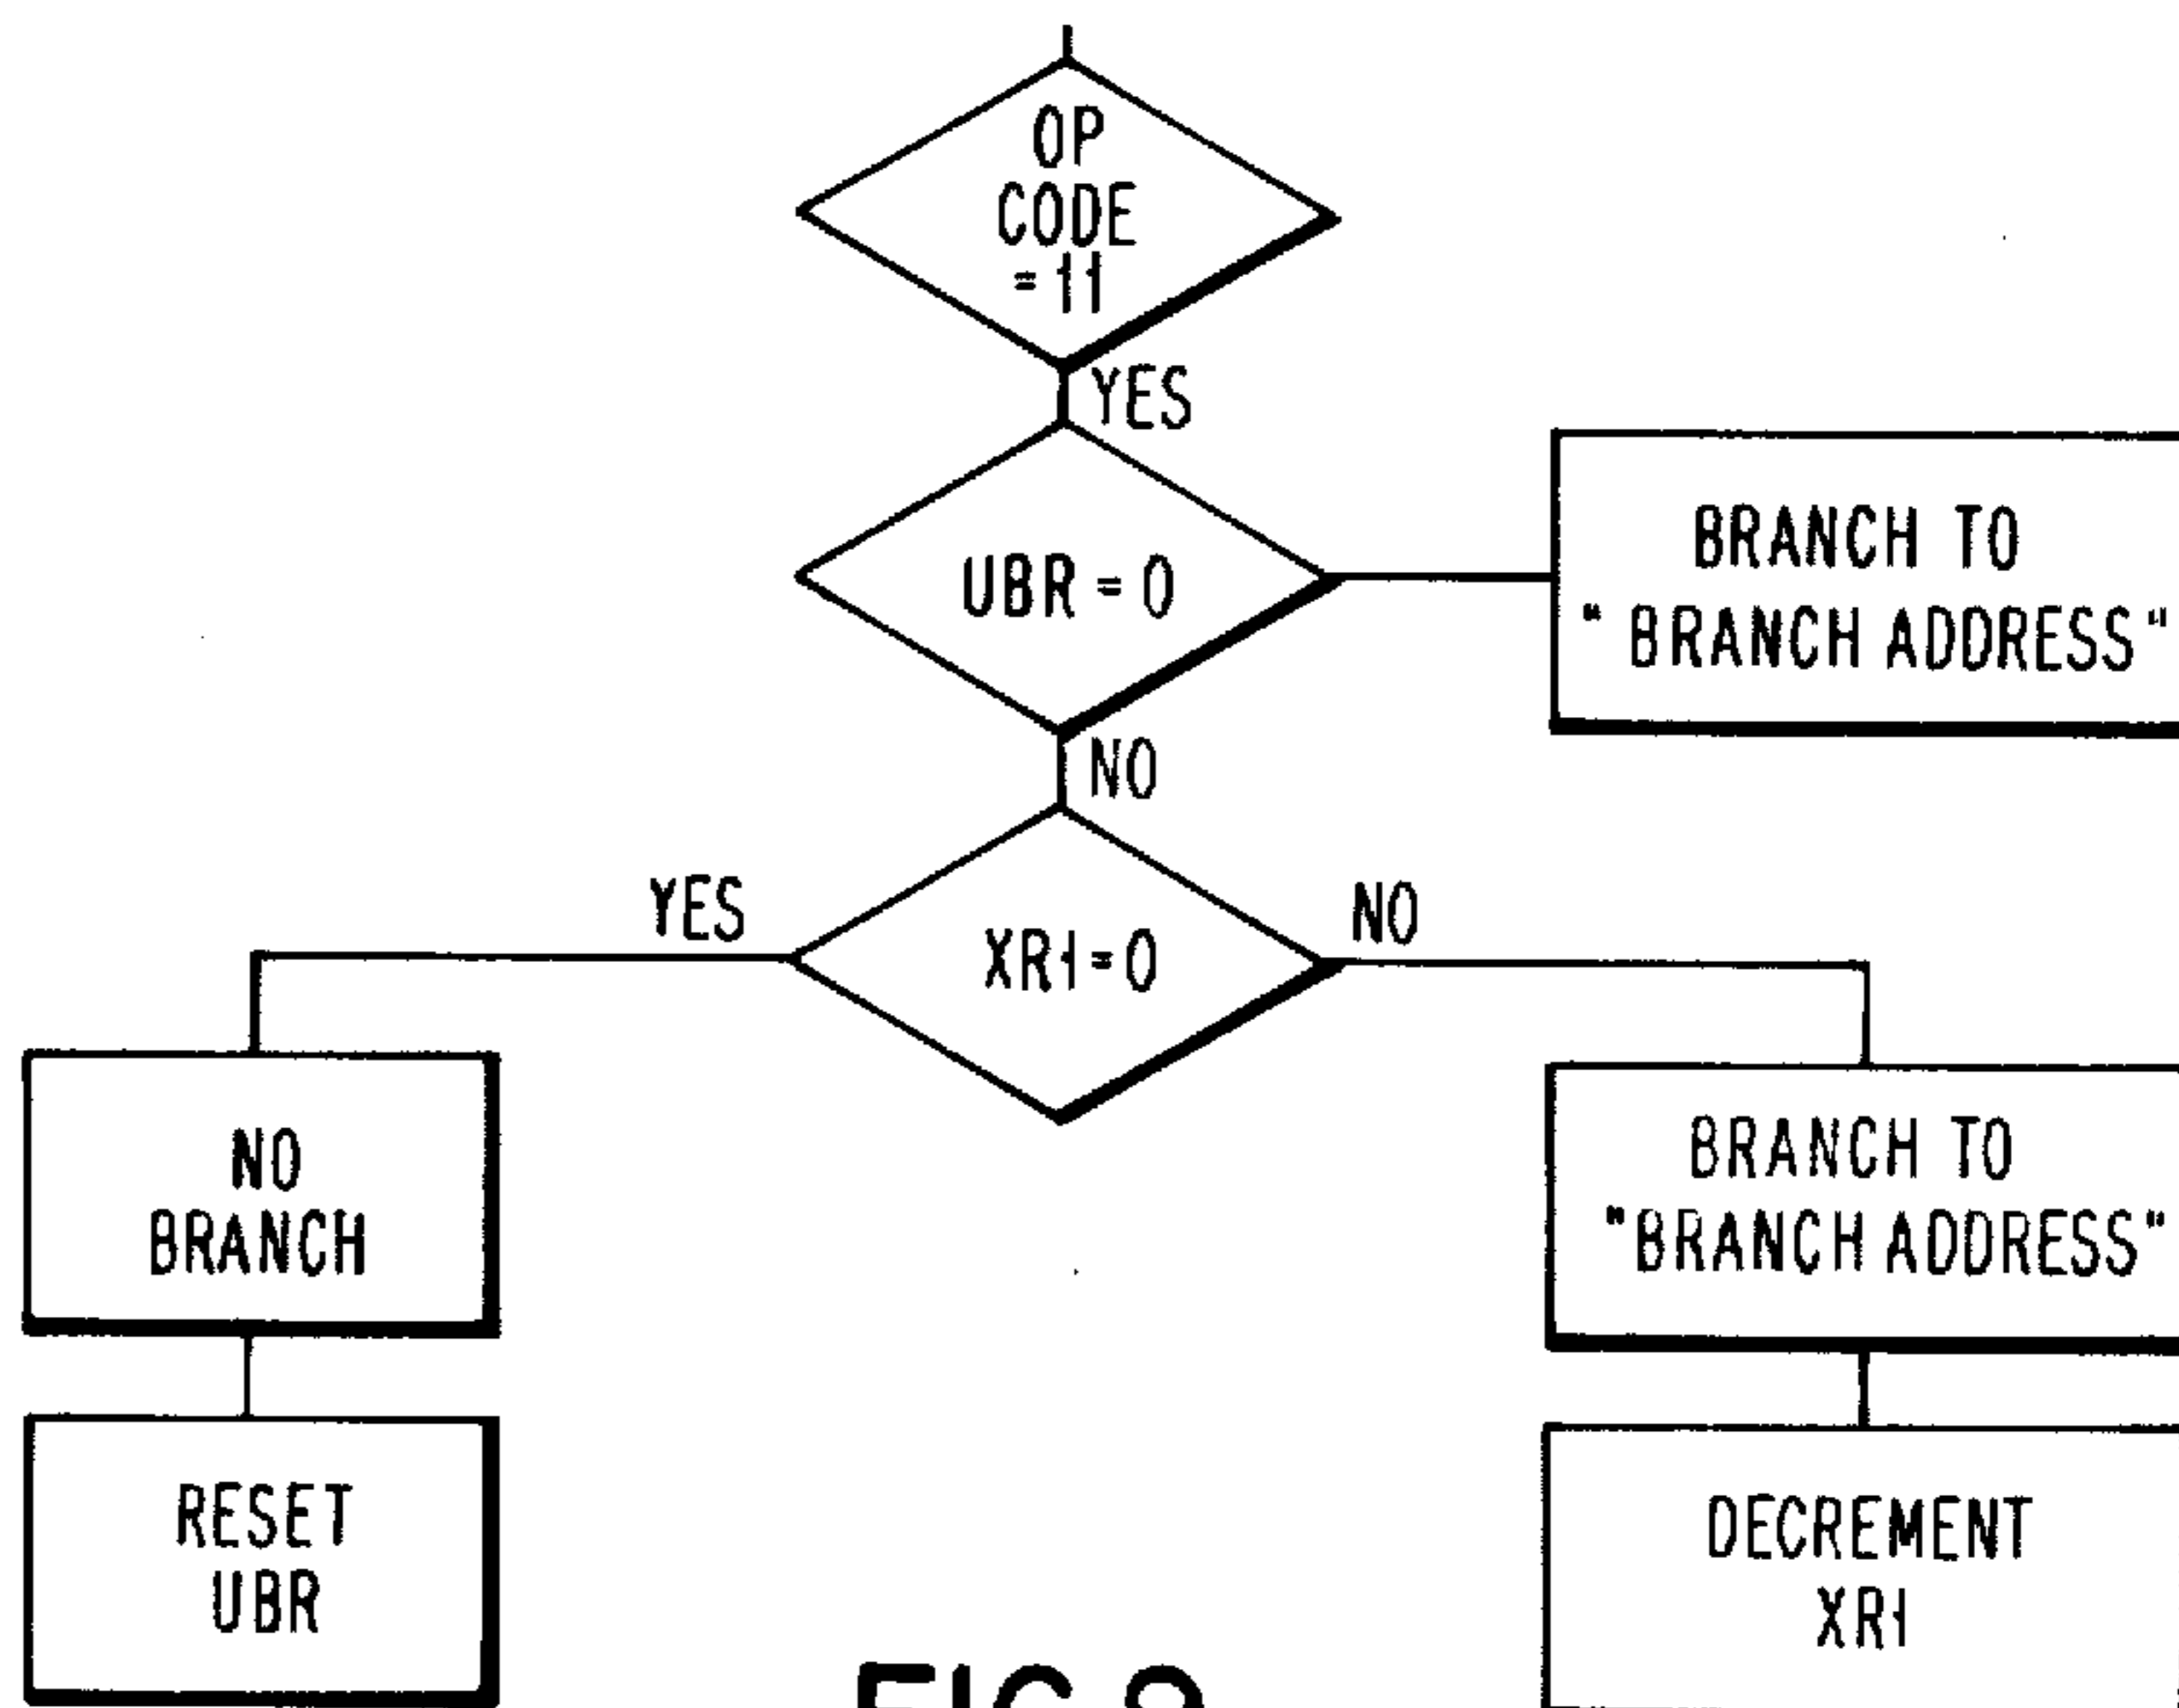 OP
CODE
=11
YES
UBR = 0
BRANCH TO
" BRANCH ADDRESS "
NO
YES
XR1=0
NO
NO
BRANCH
BRANCH TO
"BRANCH ADDRESS"
RESET
UBR
DECREMENT
XR1